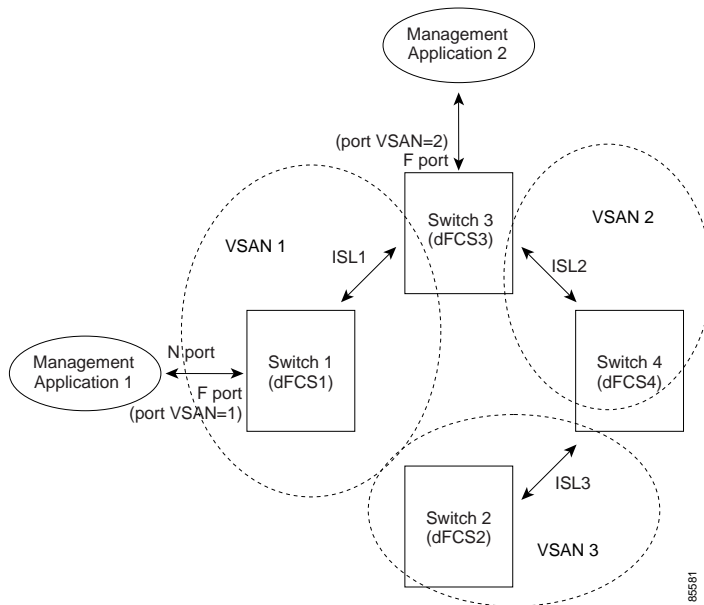 Management
Application 2
(port VSAN=2)
F port
Switch 3
(dFCS3)
VSAN 2
VSAN 1
ISL1
ISL2
Management
Application 1
N port
F port
(port VSAN=1)
Switch 1
(dFCS1)
Switch 4
(dFCS4)
ISL3
Switch 2
(dFCS2)
VSAN 3
85581